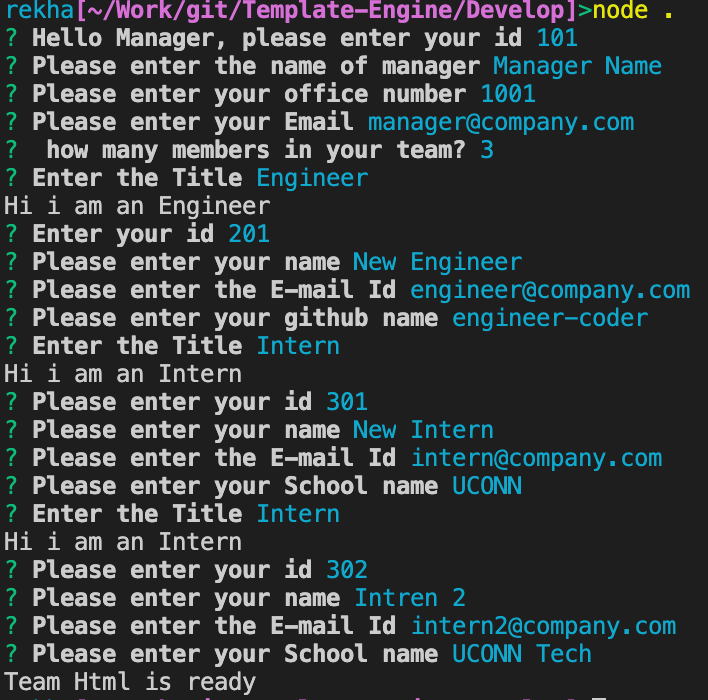 rekha[~/Work/git/Template-Engine/Develop]>node .
? Hello Manager, please enter your id 101
? Please enter the name of manager Manager Name
? Please enter your office number 1001
? Please enter your Email manager@company.com
?  how many members in your team? 3
? Enter the Title Engineer
Hi i am an Engineer
? Enter your id 201
? Please enter your name New Engineer
? Please enter the E-mail Id engineer@company.com
? Please enter your github name engineer-coder
? Enter the Title Intern
Hi i am an Intern
? Please enter your id 301
? Please enter your name New Intern
? Please enter the E-mail Id intern@company.com
? Please enter your School name UCONN
? Enter the Title Intern
Hi i am an Intern
? Please enter your id 302
? Please enter your name Intren 2
? Please enter the E-mail Id intern2@company.com
? Please enter your School name UCONN Tech
Team Html is ready